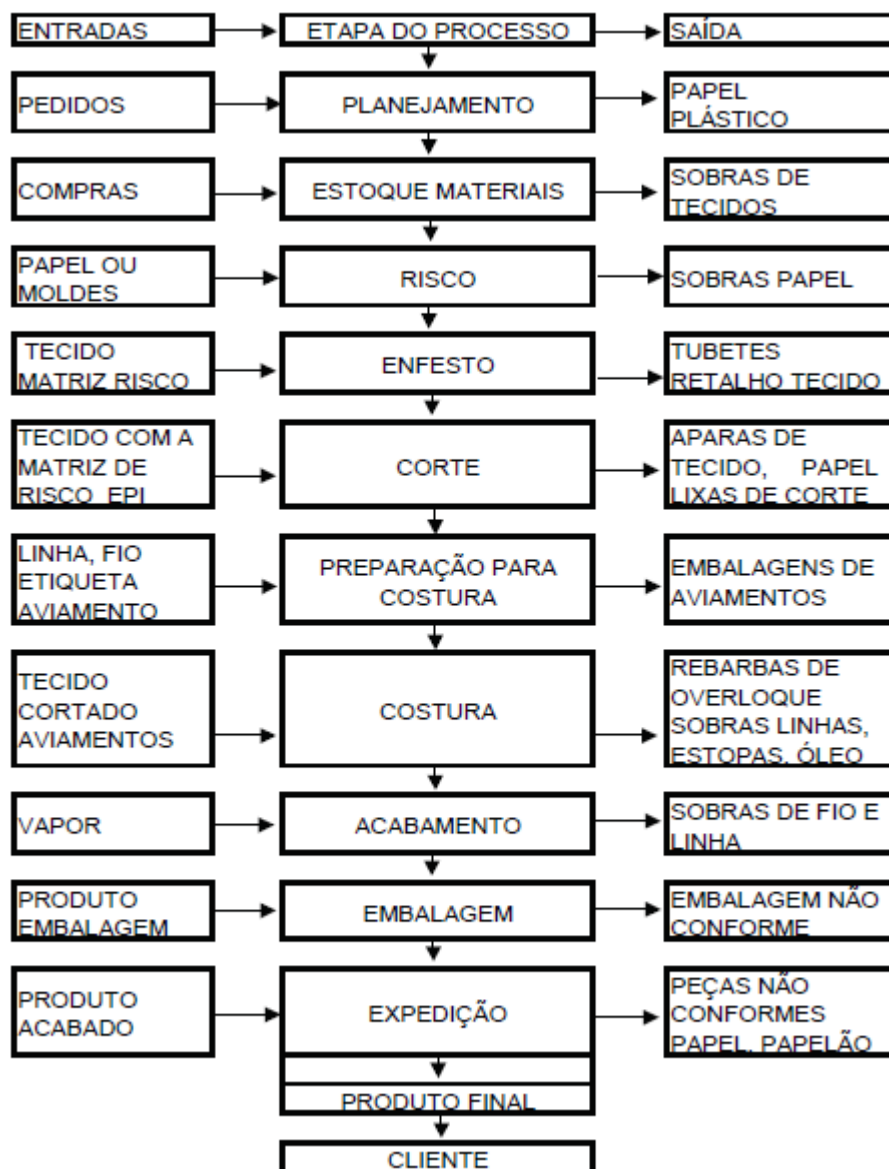 ENTRADAS
ETAPA DO PROCESSO
SAÍDA
PEDIDOS
PLANEJAMENTO
PAPEL
PLÁSTICO
COMPRAS
ESTOQUE MATERIAIS
SOBRAS DE
TECIDOS
PAPEL OU
MOLDES
RISCO
SOBRAS PAPEL
TECIDO
MATRIZ RISCO
ENFESTO
TUBETES
RETALHO TECIDO
TECIDO COM A
MATRIZ DE
RISCO EPI
CORTE
APARAS DE
TECIDO, PAPEL
LIXAS DE CORTE
LINHA, FIO
ETIQUETA
AVIAMENTO
PREPARAÇÃO PARA
COSTURA
EMBALAGENS DE
AVIAMENTOS
TECIDO
CORTADO
AVIAMENTOS
COSTURA
REBARBAS DE
OVERLOQUE
SOBRAS LINHAS,
ESTOPAS, ÓLEO
VAPOR
ACABAMENTO
SOBRAS DE FIO E
LINHA
PRODUTO
EMBALAGEM
EMBALAGEM
EMBALAGEM NÃO
CONFORME
PRODUTO
ACABADO
EXPEDIÇÃO
PEÇAS NÃO
CONFORMES
PAPEL, PAPELÃO
PRODUTO FINAL
CLIENTE